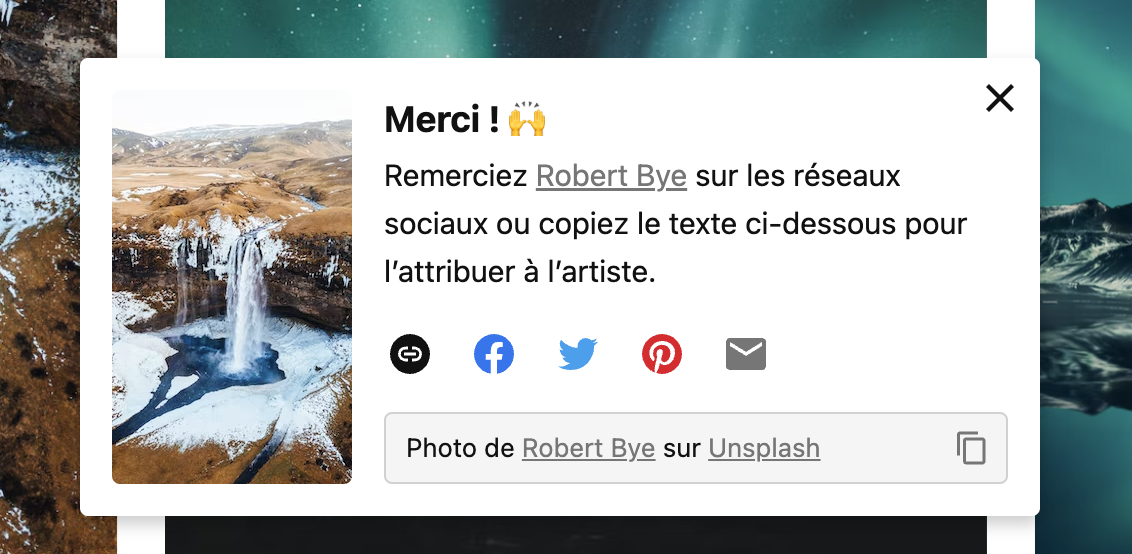 Merci ! 🙌
Remerciez Robert Bye sur les réseaux
sociaux ou copiez le texte ci-dessous pour
l’attribuer à l’artiste.
Photo de Robert Bye sur Unsplash